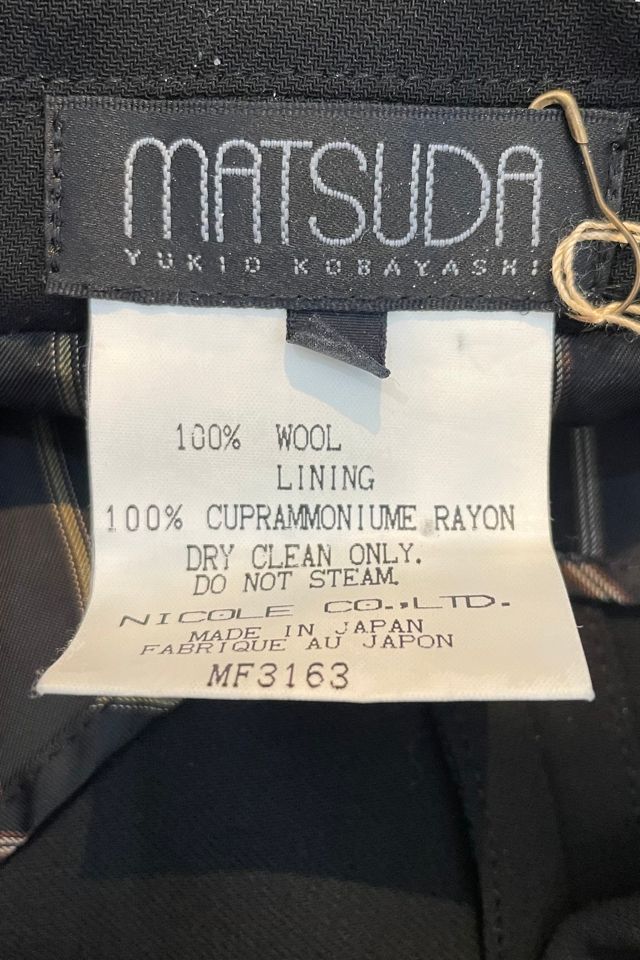 MATSUDA
YUKIO KOBAYASHI
100% WOOL
LINING
100% CUPRAMMONIUME RAYON
DRY CLEAN ONLY.
DO NOT STEAM.
NICOLE CO.,LTD.
MADE IN JAPAN
FABRIQUE AU JAPON
MF3163